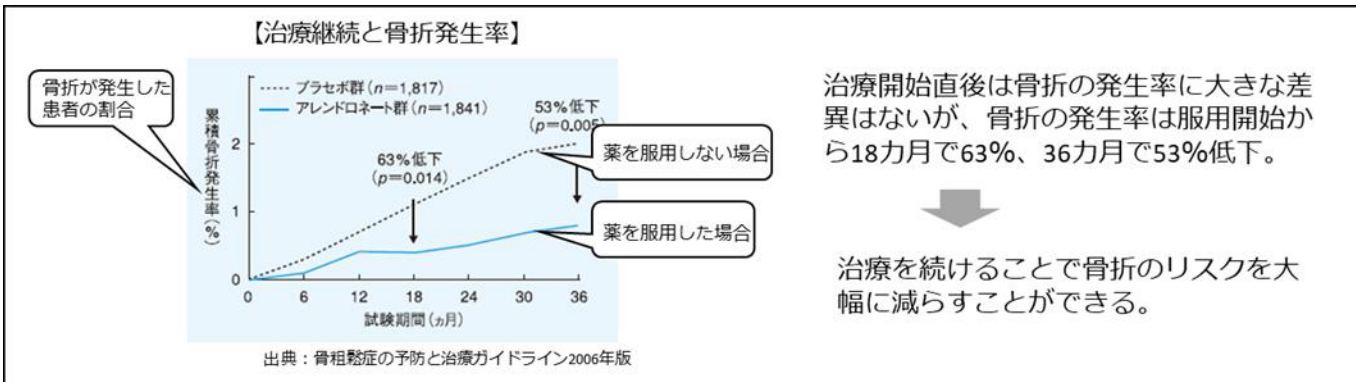 【治療継続と骨折発生率】
骨折が発生した
患者の割合
プラセボ群(n=1,817)
アレンドロネート群(n=1,841)
累積骨折発生率(%)
2
1
0
63%低下
(p=0.014)
53%低下
(p=0.005)
薬を服用しない場合
薬を服用した場合
0 6 12 18 24 30 36
試験期間(ヵ月)
出典:骨粗鬆症の予防と治療ガイドライン2006年版
治療開始直後は骨折の発生率に大きな差
異はないが、骨折の発生率は服用開始か
ら18カ月で63%、36カ月で53%低下。
治療を続けることで骨折のリスクを大
幅に減らすことができる。